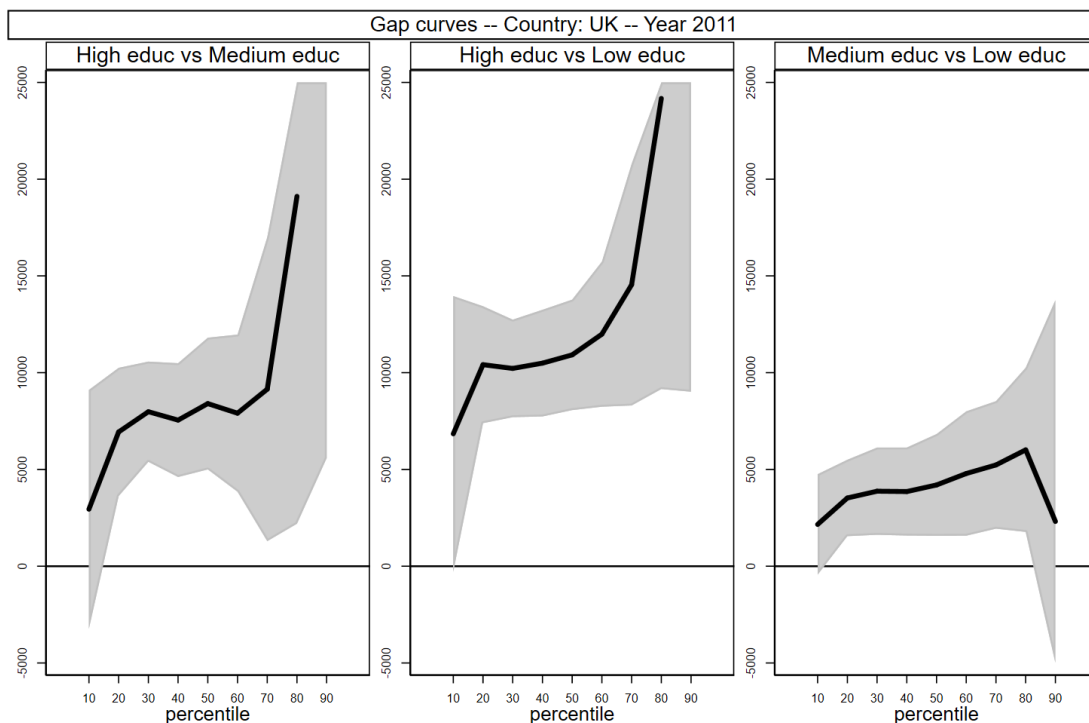 Gap curves -- Country: UK -- Year 2011
High educ vs Medium educ
25000
20000
15000
10000
5000
0
-5000
10 20 30 40 50 60 70 80 90
percentile
High educ vs Low educ
25000
20000
15000
10000
5000
0
-5000
10 20 30 40 50 60 70 80 90
percentile
Medium educ vs Low educ
25000
20000
15000
10000
5000
0
-5000
10 20 30 40 50 60 70 80 90
percentile